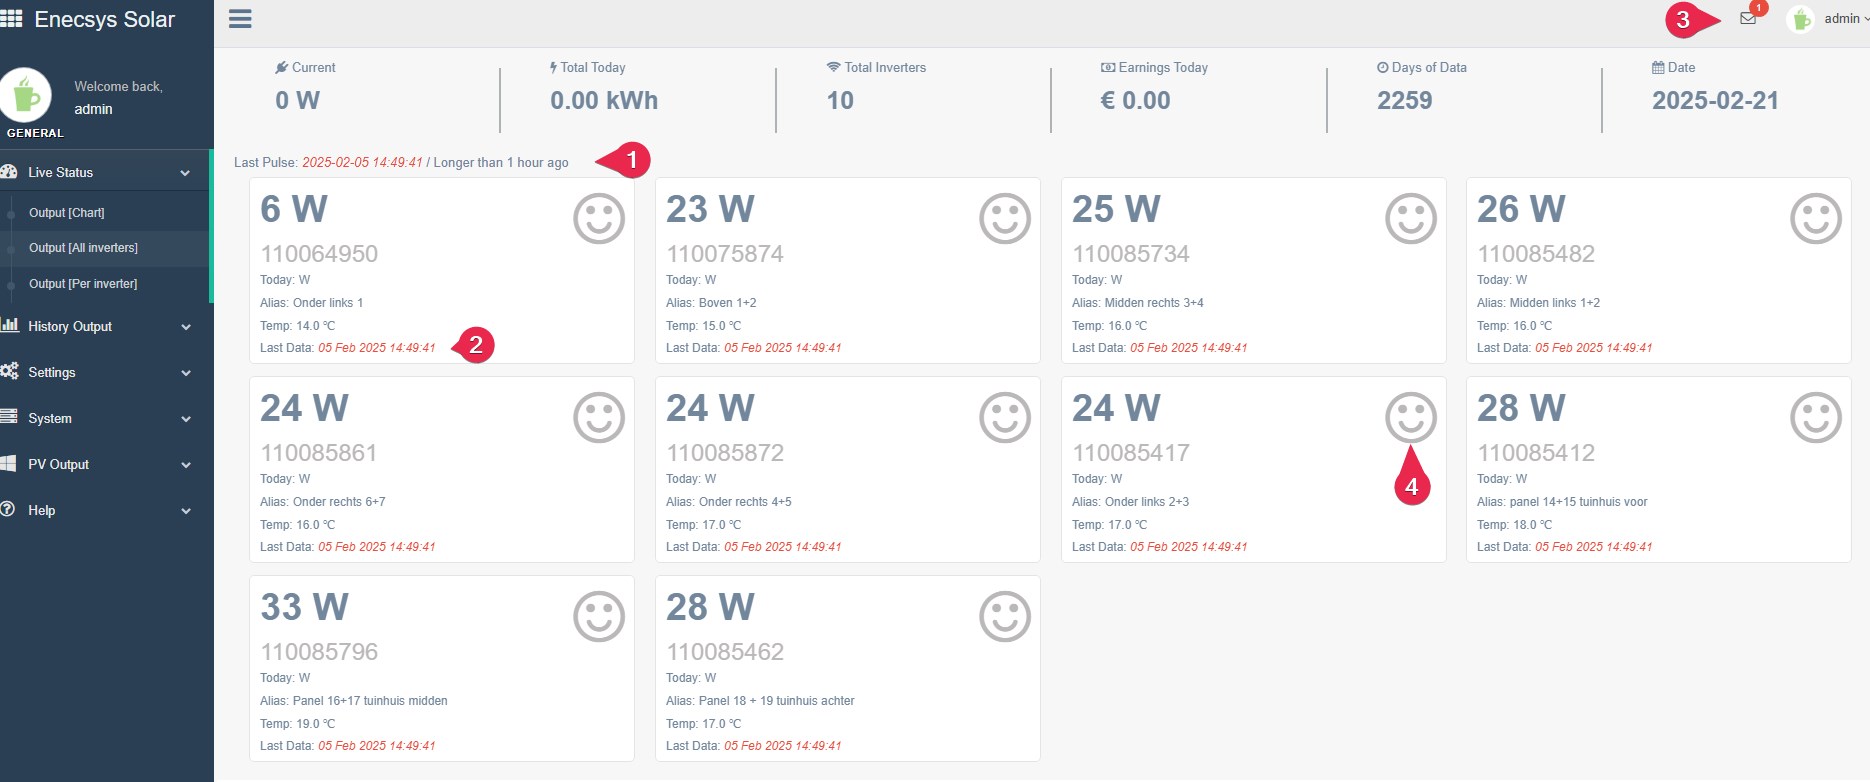 Enecsys Solar
3
1
admin
Welcome back,
admin
GENERAL
Live Status
Output [Chart]
Output [All inverters]
Output [Per inverter]
History Output
Settings
System
PV Output
Help
Current
0 W
Total Today
0.00 kWh
Total Inverters
10
Earnings Today
€ 0.00
Days of Data
2259
Date
2025-02-21
Last Pulse: 2025-02-05 14:49:41 / Longer than 1 hour ago
1
6 W
110064950
Today: W
Alias: Onder links 1
Temp: 14.0 °C
Last Data: 05 Feb 2025 14:49:41
2
23 W
110075874
Today: W
Alias: Boven 1+2
Temp: 15.0 °C
Last Data: 05 Feb 2025 14:49:41
25 W
110085734
Today: W
Alias: Midden rechts 3+4
Temp: 16.0 °C
Last Data: 05 Feb 2025 14:49:41
26 W
110085482
Today: W
Alias: Midden links 1+2
Temp: 16.0 °C
Last Data: 05 Feb 2025 14:49:41
24 W
110085861
Today: W
Alias: Onder rechts 6+7
Temp: 16.0 °C
Last Data: 05 Feb 2025 14:49:41
24 W
110085872
Today: W
Alias: Onder rechts 4+5
Temp: 17.0 °C
Last Data: 05 Feb 2025 14:49:41
24 W
110085417
Today: W
Alias: Onder links 2+3
Temp: 17.0 °C
Last Data: 05 Feb 2025 14:49:41
4
28 W
110085412
Today: W
Alias: panel 14+15 tuinhuis voor
Temp: 18.0 °C
Last Data: 05 Feb 2025 14:49:41
33 W
110085796
Today: W
Alias: Panel 16+17 tuinhuis midden
Temp: 19.0 °C
Last Data: 05 Feb 2025 14:49:41
28 W
110085462
Today: W
Alias: Panel 18 + 19 tuinhuis achter
Temp: 17.0 °C
Last Data: 05 Feb 2025 14:49:41